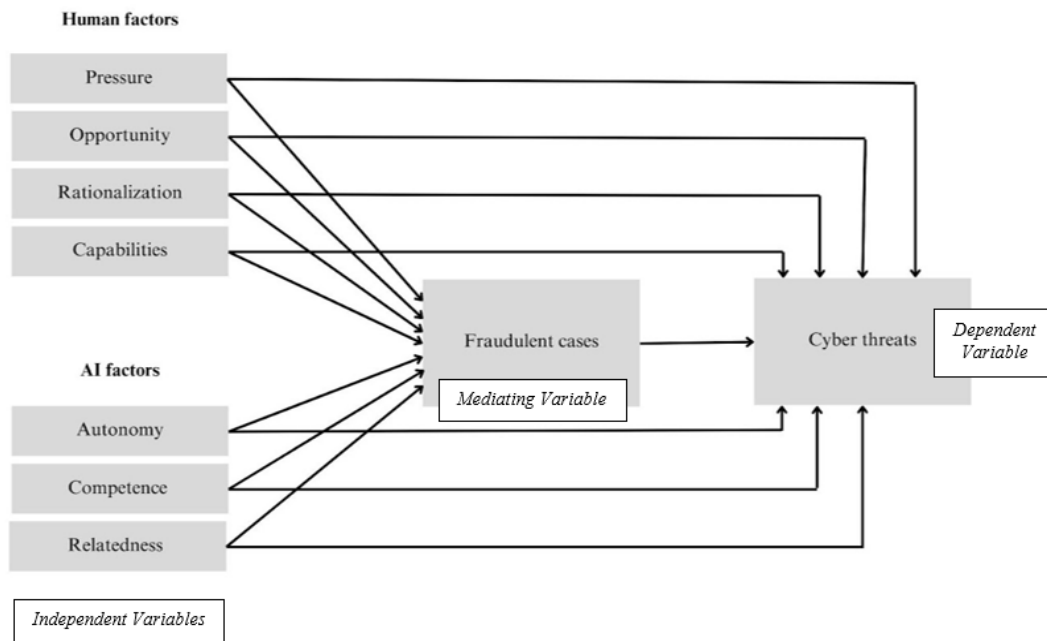 Human factors
Pressure
Opportunity
Rationalization
Capabilities
Fraudulent cases
Mediating Variable
Cyber threats
Dependent
Variable
AI factors
Autonomy
Competence
Relatedness
Independent Variables